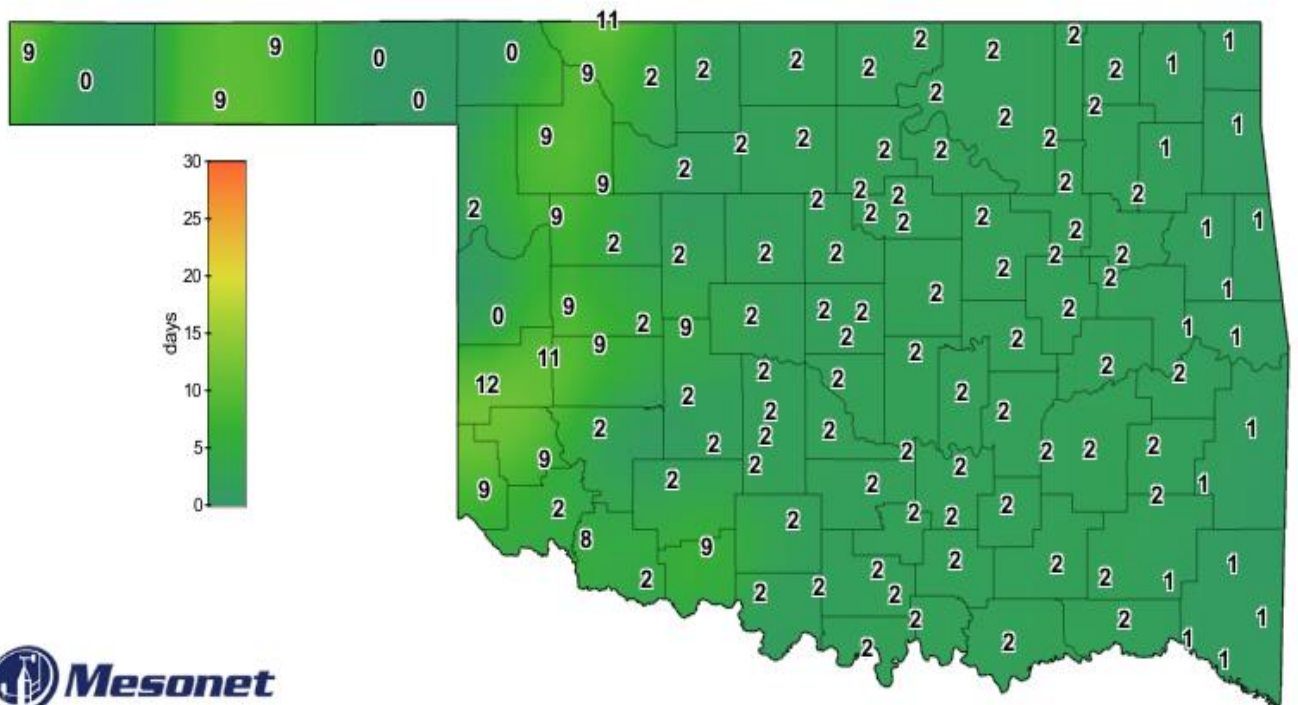 11
9 9 0 0 2 2 2 1
0 9 2 2 2 2 2 1
9 0 2 2
9 2 2 2 2 1
2 2 1
2 9 2 2 2 2 2
2 9 2 2 2 1
2 2 1
2 2 2 2 2
2 2 2 1
0 9 2 9 2 2 2 2 1
9 2 2 1
11 2 2 2 2 2
12 2 2
2 2
2 2 2 1
9 2 2 2 2 2 2 2
9 2 2 2 1
2 2 2 2 2
8 9
2 2 2 2 2 1 1
2 2 2
2 2 1
2 2 1 1
30
25
20
15
10
5
0
days
Mesonet